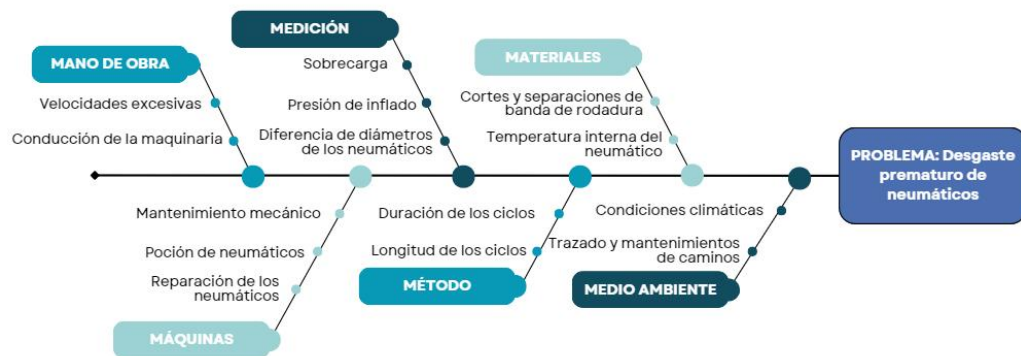 MEDICIÓN
MANO DE OBRA
MATERIALES
Sobrecarga
Velocidades excesivas
Presión de inflado
Cortes y separaciones de
banda de rodadura
Conducción de la maquinaria
Diferencia de diámetros
de los neumáticos
Temperatura interna del
neumático
PROBLEMA: Desgaste
prematuro de
neumáticos
Mantenimiento mecánico
Duración de los ciclos
Condiciones climáticas
Poción de neumáticos
Longitud de los ciclos
Trazado y mantenimientos
de caminos
Reparación de los
neumáticos
MÉTODO
MEDIO AMBIENTE
MÁQUINAS